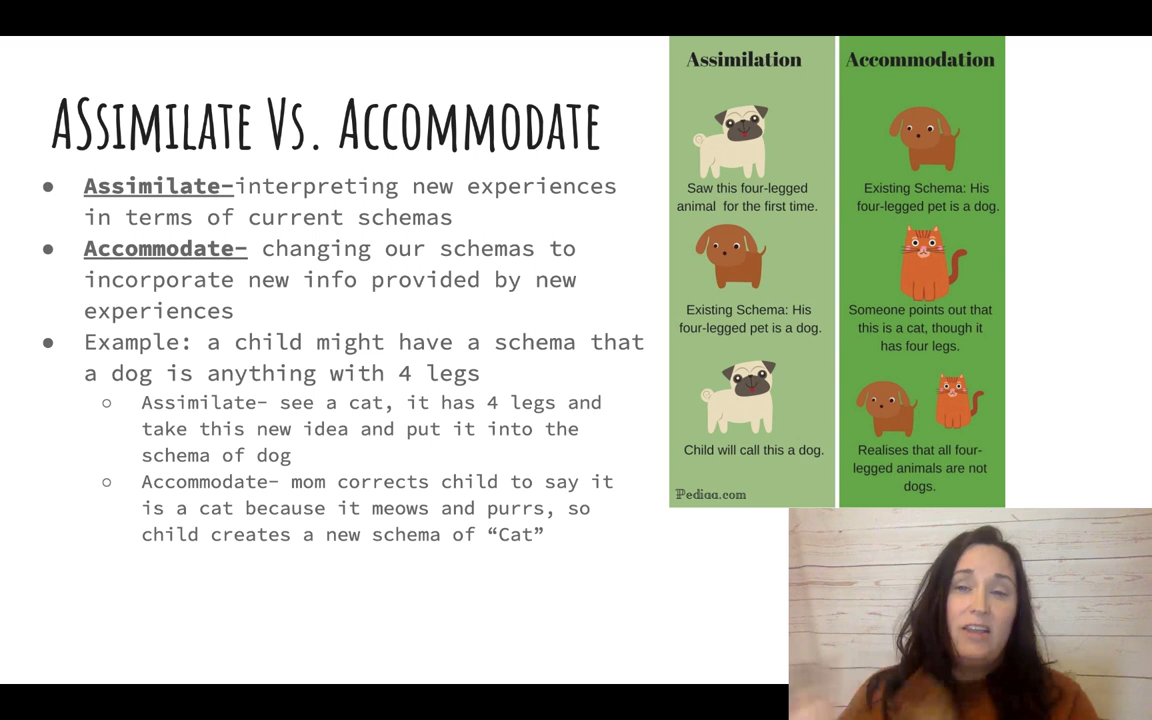 ASsimilate Vs. Accommodate
● Assimilate-interpreting new experiences
in terms of current schemas
● Accommodate- changing our schemas to
incorporate new info provided by new
experiences
● Example: a child might have a schema that
a dog is anything with 4 legs
○ Assimilate- see a cat, it has 4 legs and
take this new idea and put it into the
schema of dog
○ Accommodate- mom corrects child to say it
is a cat because it meows and purrs, so
child creates a new schema of “Cat”
Assimilation
Saw this four-legged
animal for the first time.
Existing Schema: His
four-legged pet is a dog.
Child will call this a dog.
Pediaa.com
Accommodation
Existing Schema: His
four-legged pet is a dog.
Someone points out that
this is a cat, though it
has four legs.
Realises that all four-
legged animals are not
dogs.